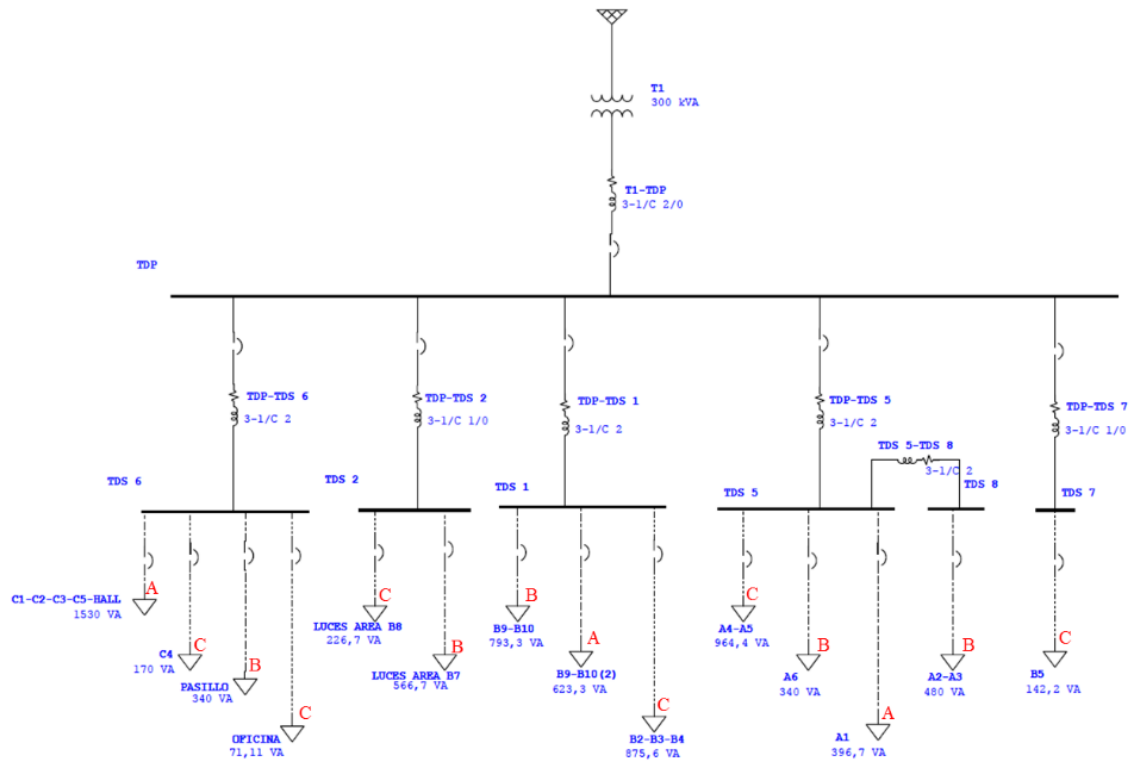 T1
300 kVA
T1-TDP
3-1/C 2/0
TDP
TDP-TDS 6
3-1/C 2
TDP-TDS 2
3-1/C 1/0
TDP-TDS 1
3-1/C 2
TDP-TDS 5
3-1/C 2
TDP-TDS 7
3-1/C 1/0
TDS 5-TDS 8
3-1/C 2
TDS 6
TDS 2
TDS 1
TDS 5
TDS 8
TDS 7
A
C1-C2-C3-C5-HALL
1530 VA
C
C4
170 VA
B
PASILLO
340 VA
C
OFICINA
71,11 VA
C
LUCES AREA B8
226,7 VA
B
LUCES AREA B7
566,7 VA
B
B9-B10
793,3 VA
A
B9-B10(2)
623,3 VA
C
B2-B3-B4
875,6 VA
C
A4-A5
964,4 VA
B
A6
340 VA
A
A1
396,7 VA
B
A2-A3
480 VA
C
B5
142,2 VA